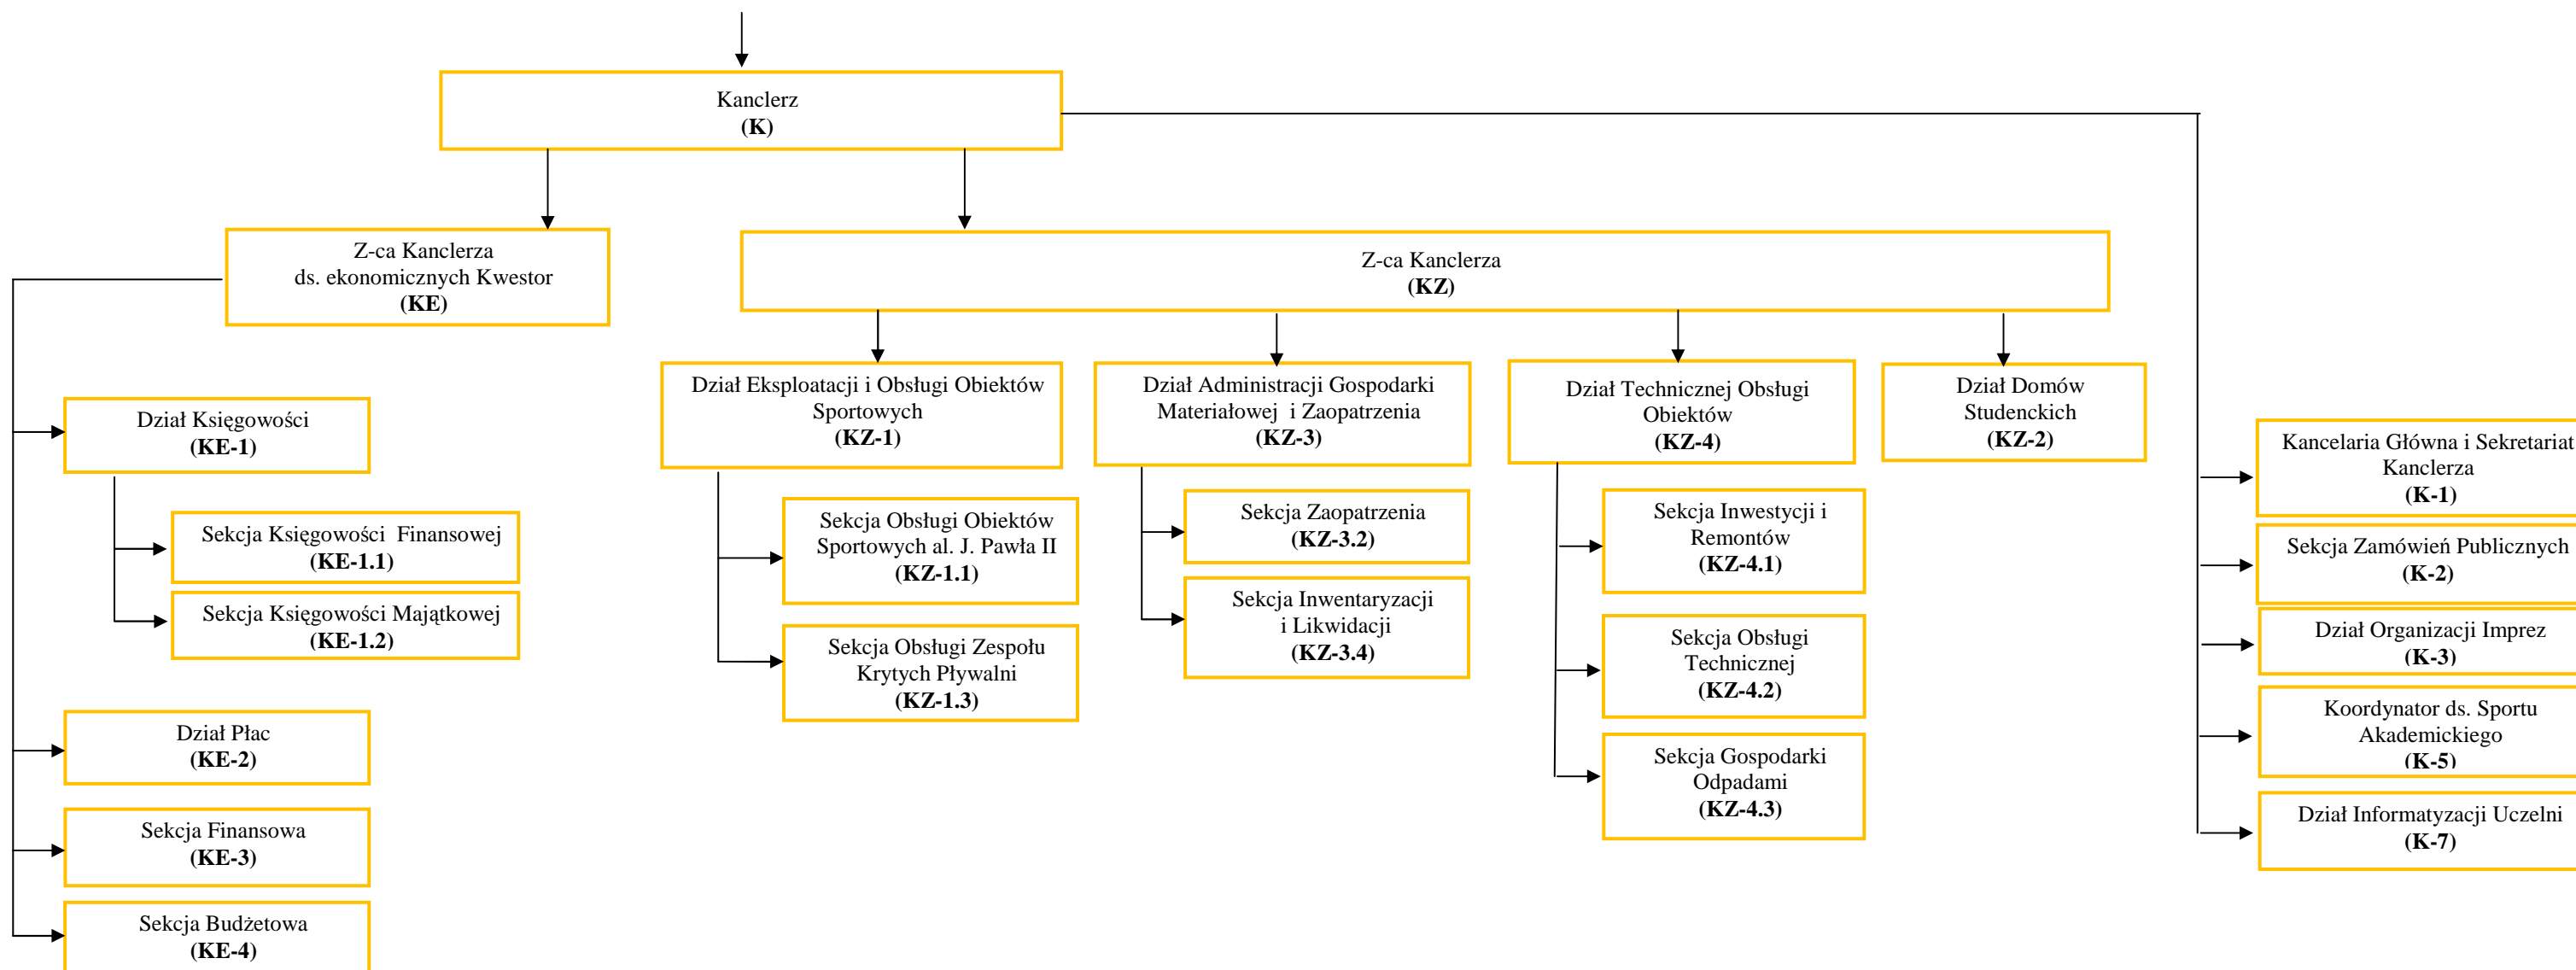 Kanclerz
(K)
Z-ca Kanclerza
ds. ekonomicznych Kwestor
(KE)
Z-ca Kanclerza
(KZ)
Dział Księgowości
(KE-1)
Sekcja Księgowości Finansowej
(KE-1.1)
Sekcja Księgowości Majątkowej
(KE-1.2)
Dział Płac
(KE-2)
Sekcja Finansowa
(KE-3)
Sekcja Budżetowa
(KE-4)
Dział Eksploatacji i Obsługi Obiektów
Sportowych
(KZ-1)
Sekcja Obsługi Obiektów
Sportowych al. J. Pawła II
(KZ-1.1)
Sekcja Obsługi Zespołu
Krytych Pływalni
(KZ-1.3)
Dział Administracji Gospodarki
Materiałowej i Zaopatrzenia
(KZ-3)
Sekcja Zaopatrzenia
(KZ-3.2)
Sekcja Inwentaryzacji
i Likwidacji
(KZ-3.4)
Dział Technicznej Obsługi
Obiektów
(KZ-4)
Sekcja Inwestycji i
Remontów
(KZ-4.1)
Sekcja Obsługi
Technicznej
(KZ-4.2)
Sekcja Gospodarki
Odpadami
(KZ-4.3)
Dział Domów
Studenckich
(KZ-2)
Kancelaria Główna i Sekretariat
Kanclerza
(K-1)
Sekcja Zamówień Publicznych
(K-2)
Dział Organizacji Imprez
(K-3)
Koordynator ds. Sportu
Akademickiego
(K-5)
Dział Informatyzacji Uczelni
(K-7)